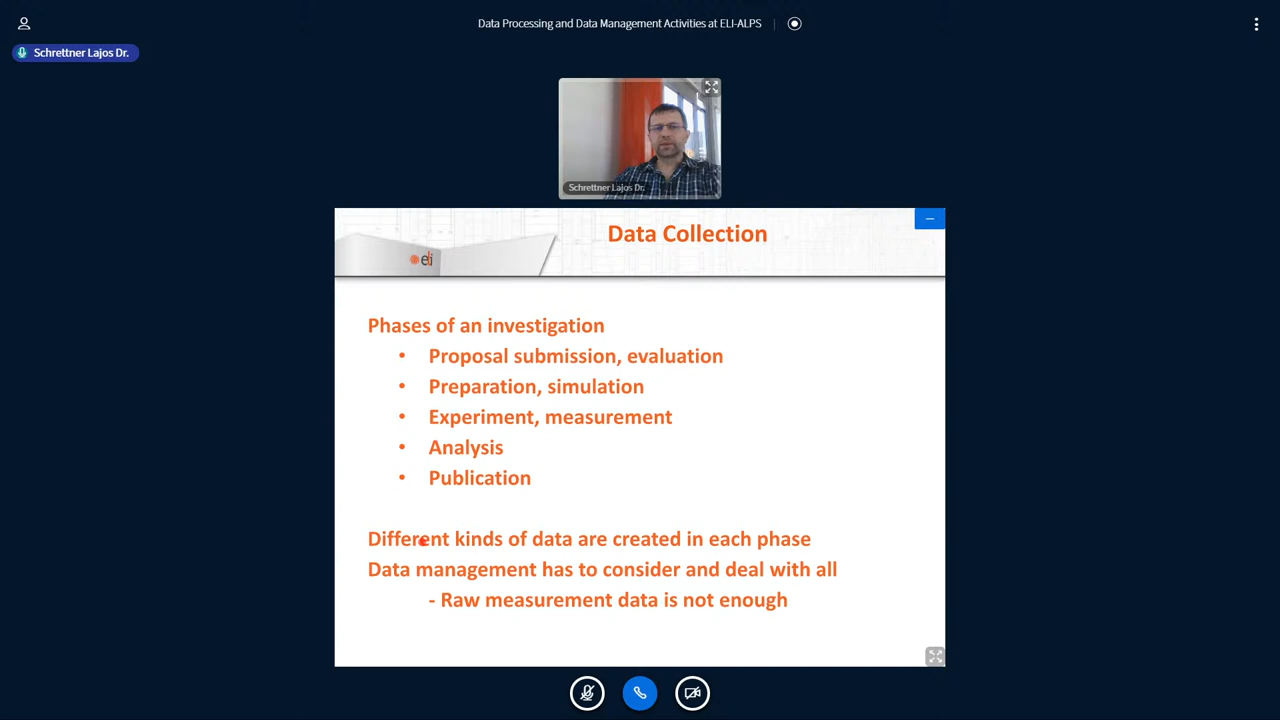 Data Processing and Data Management Activities at ELI-ALPS
Schrettner Lajos Dr.
Schrettner Lajos Dr.
Data Collection
eli
Phases of an investigation
• Proposal submission, evaluation
• Preparation, simulation
• Experiment, measurement
• Analysis
• Publication
Different kinds of data are created in each phase
Data management has to consider and deal with all
- Raw measurement data is not enough